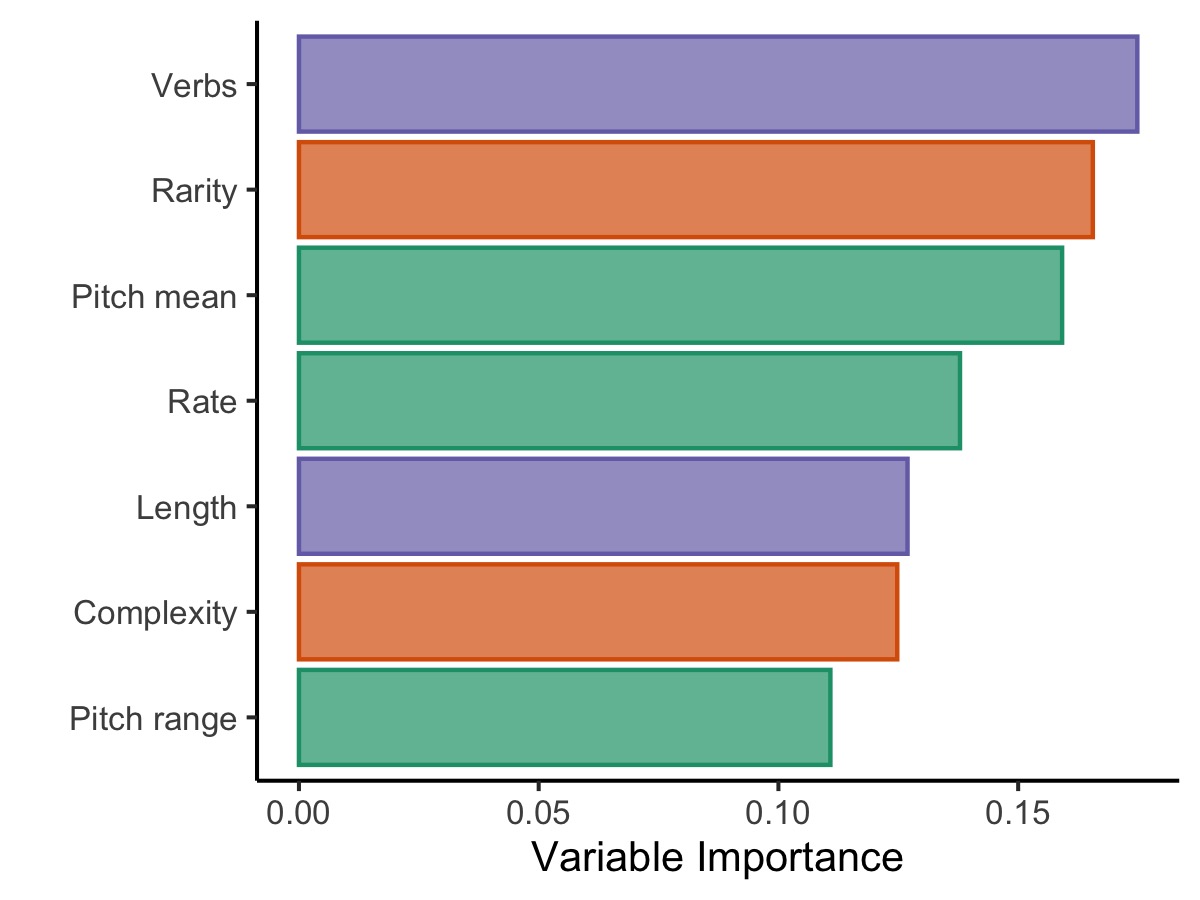 Verbs
Rarity
Pitch mean
Rate
Length
Complexity
Pitch range
0.00 0.05 0.10 0.15
Variable Importance